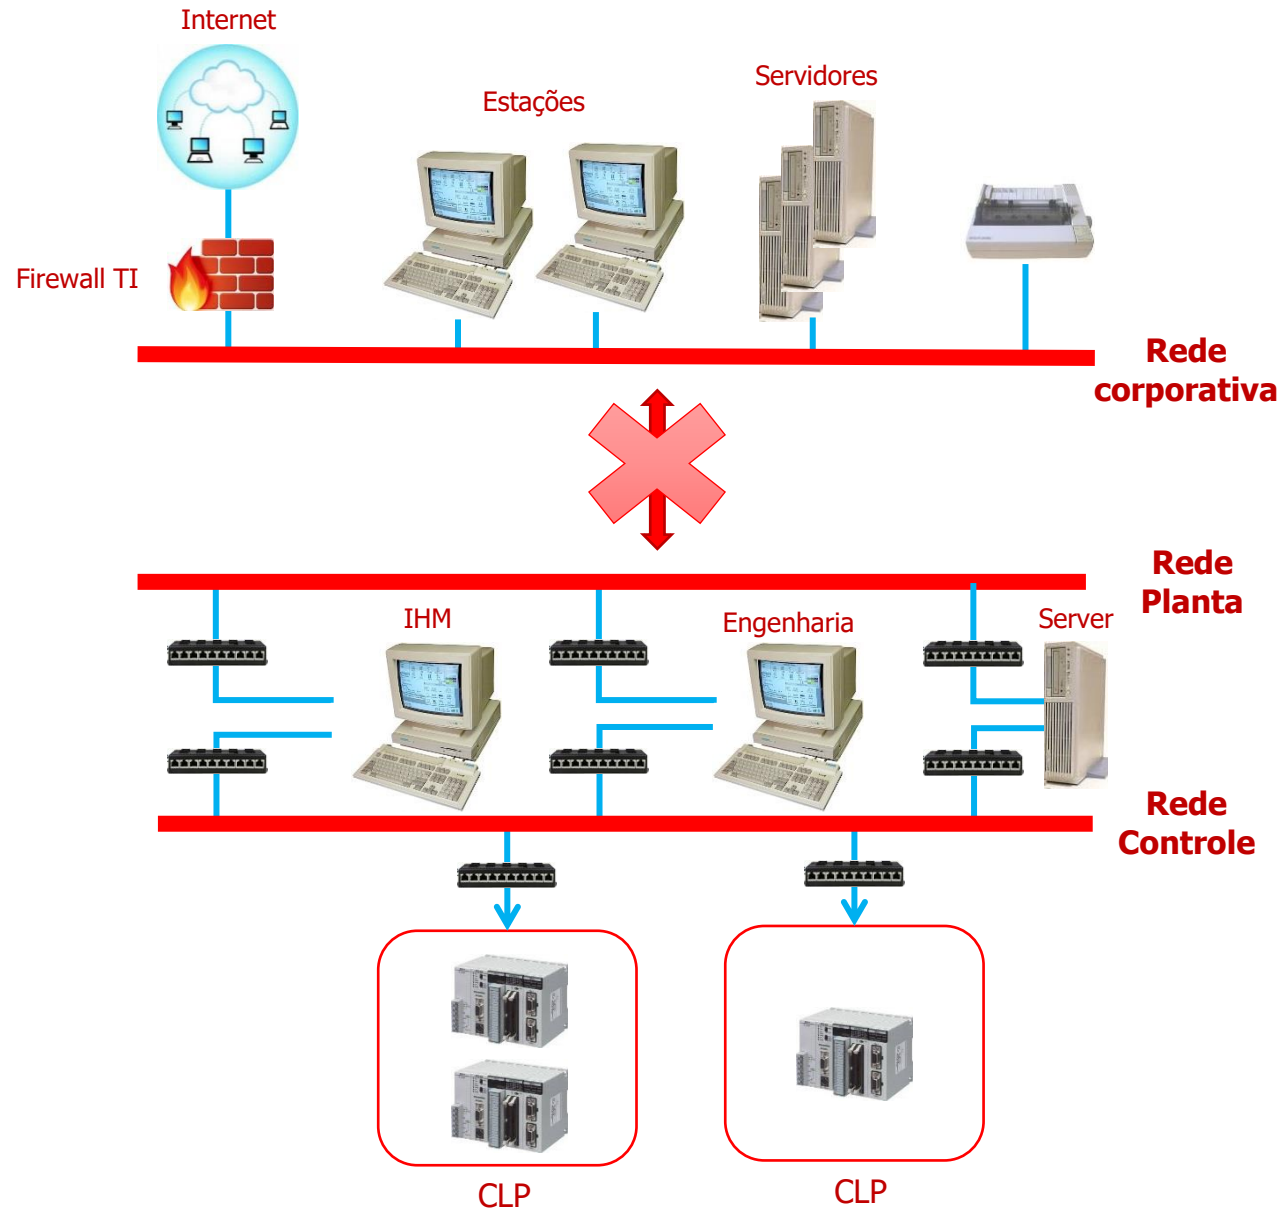 Internet
Estações
Servidores
Firewall TI
Rede
corporativa
Rede
Planta
IHM
Engenharia
Server
Rede
Controle
CLP
CLP